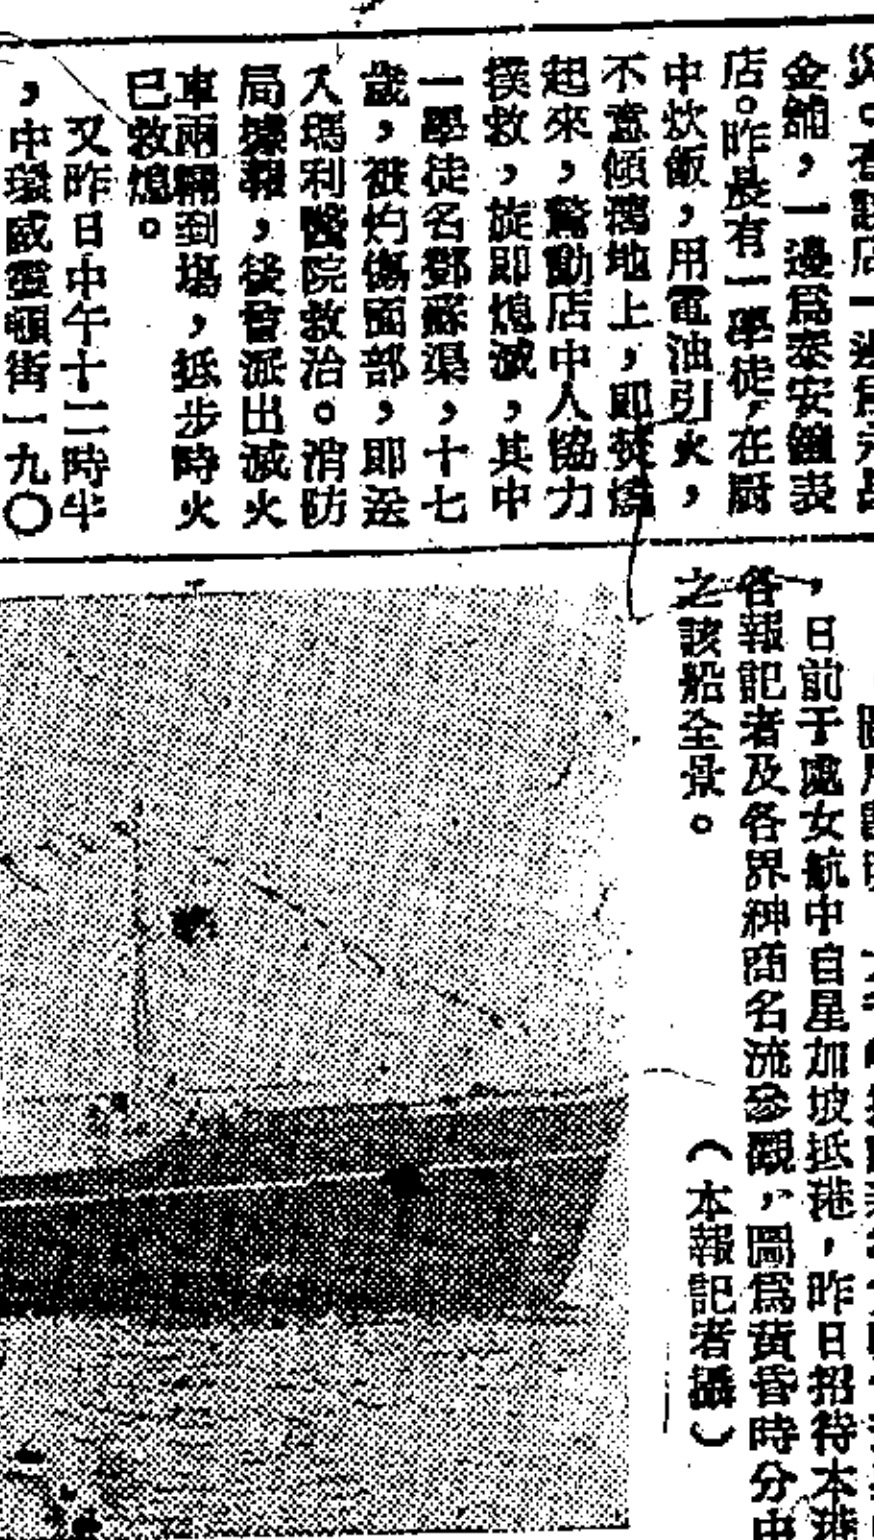 金舖，一邊爲泰安鐘表
店。昨晨有一學徒，在厨
中炊飯，用電油引火，
不意傾瀉地上，即焚燒
起來，驚動店中人協力
撲救，旋即熄滅，其中
一學徒名鄧蘇渠，十七
歲，被灼傷面部，即送
入瑪利醫院救治。消防
局據報，後曾派出滅火
車兩輛到塲，抵步時火
已救熄。
又昨日中午十二時半
，中環威靈頓街一九〇
，日前于處女航中自星加坡抵港，昨日招待本港
各報記者及各界紳商名流參觀，圖爲黃昏時分中
之該船全景。
（本報記者攝）